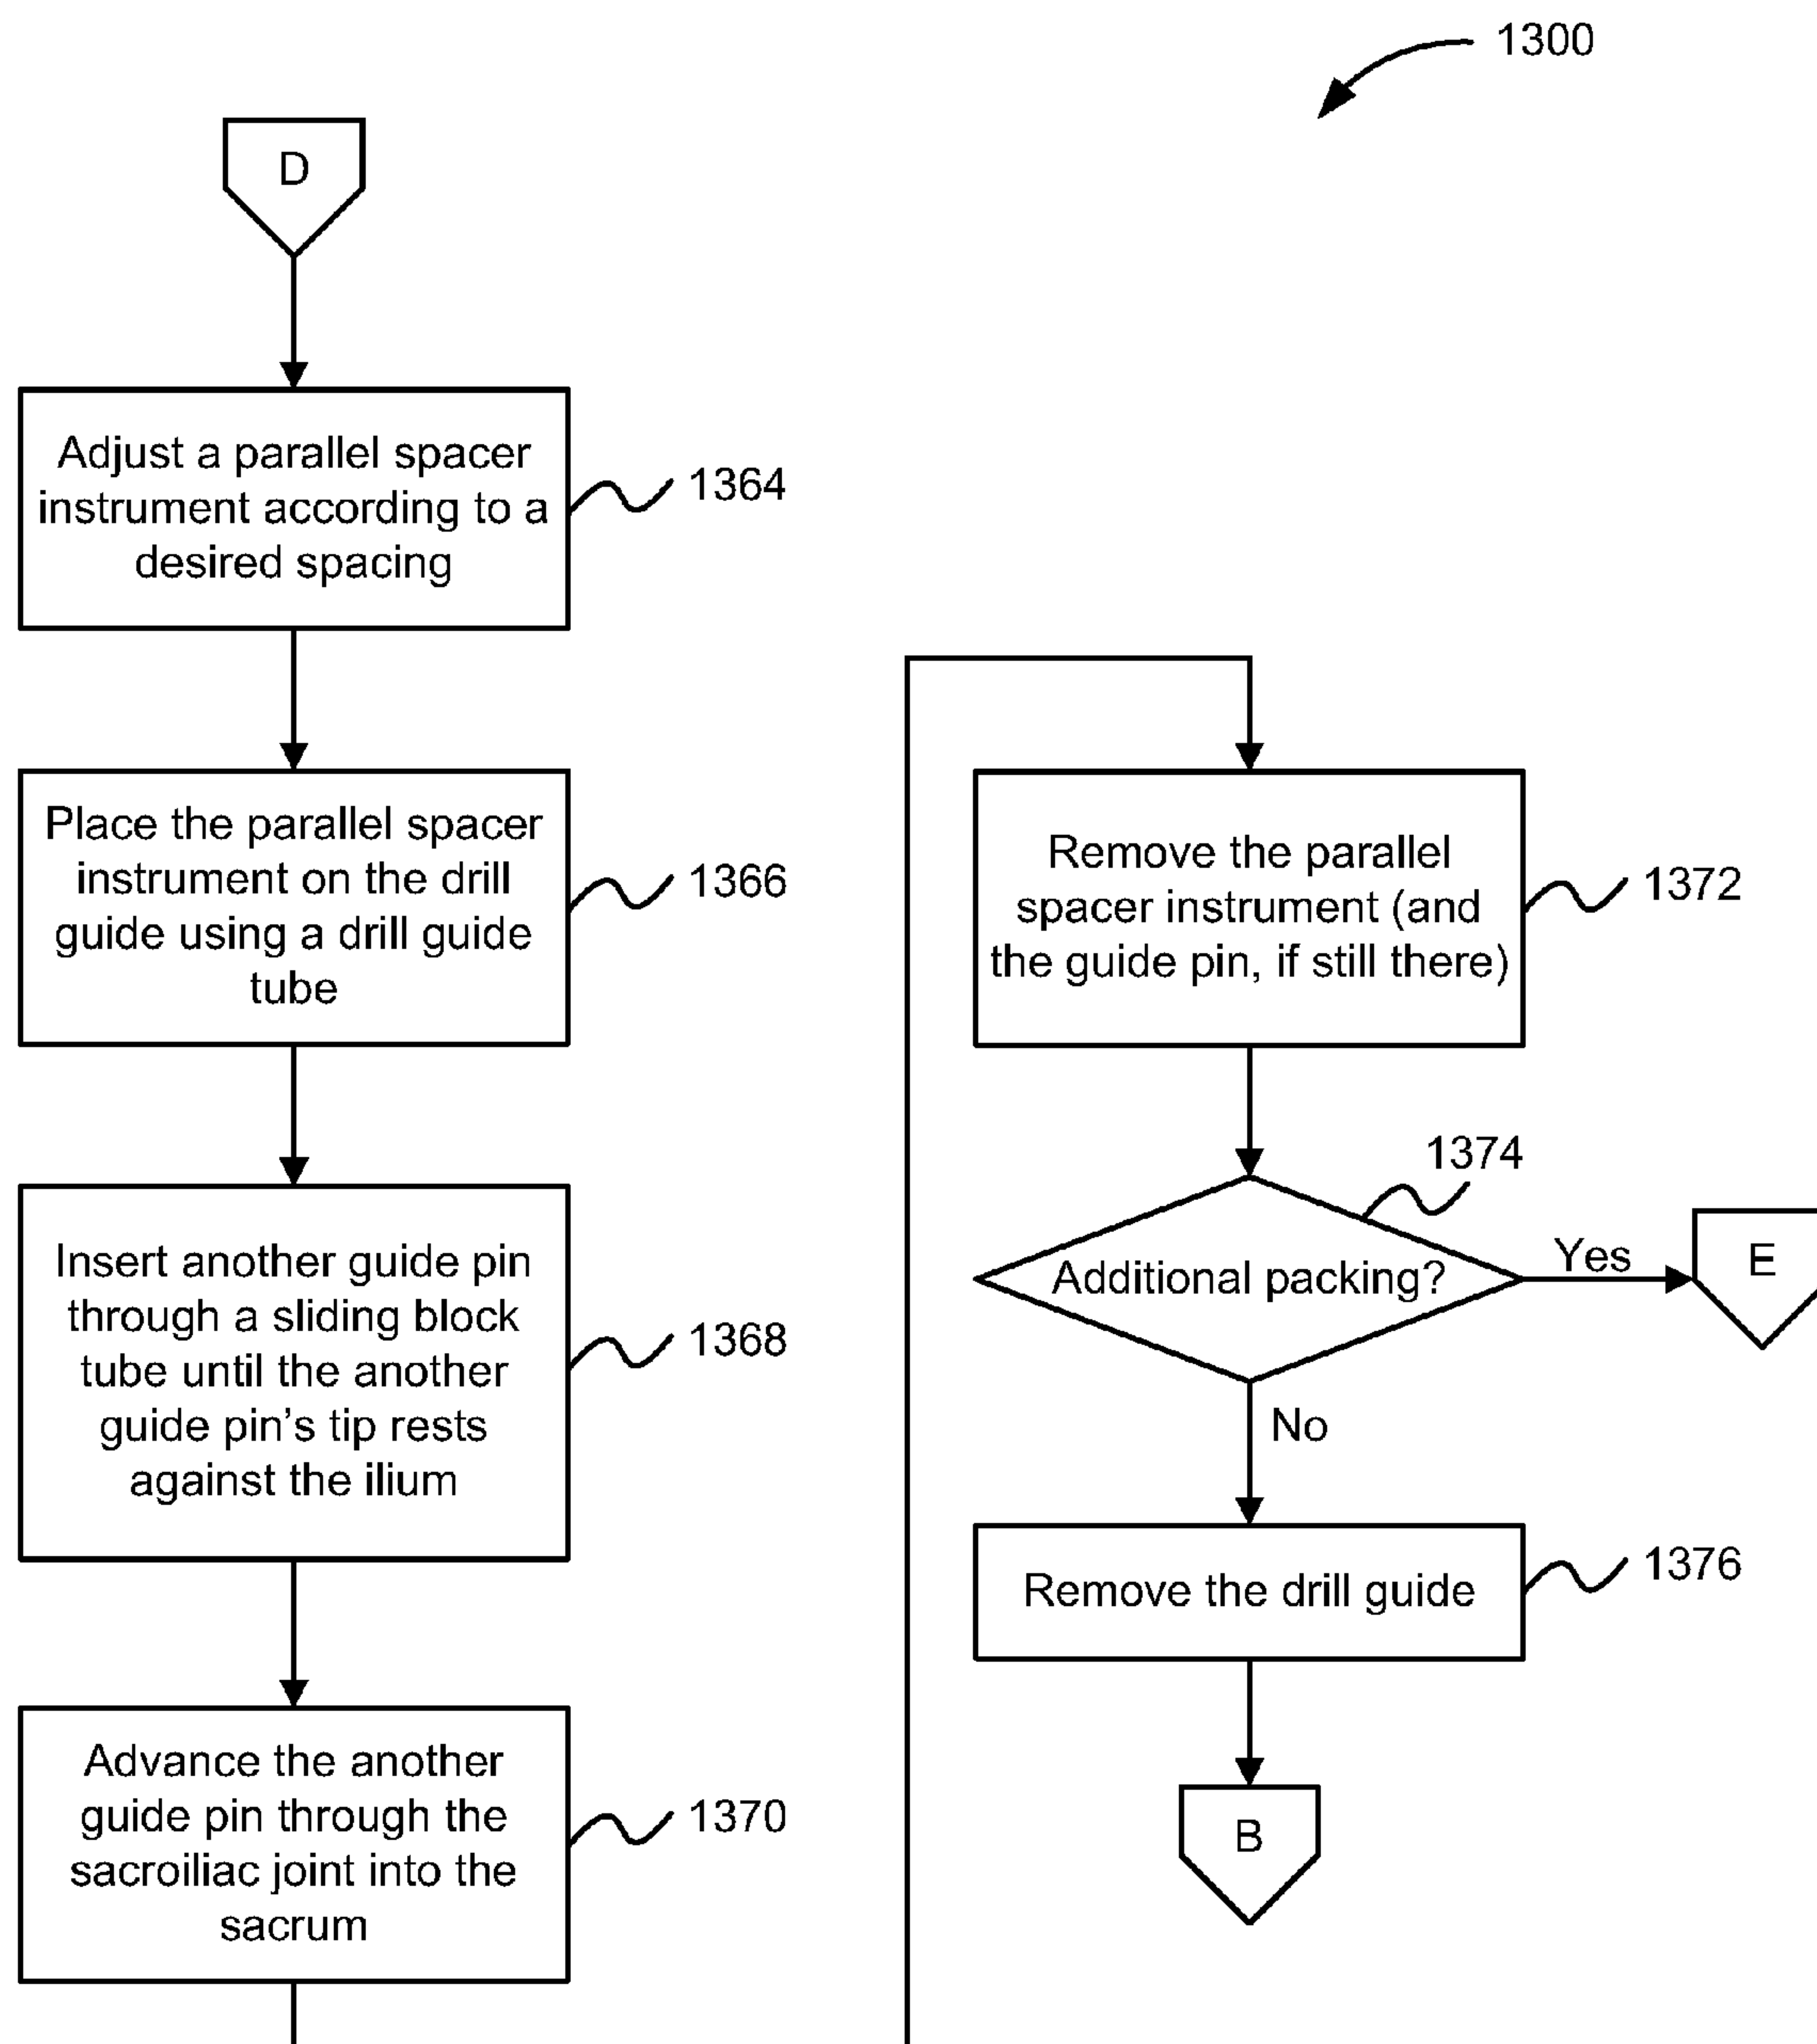 1300
D
Adjust a parallel spacer
instrument according to a
desired spacing
1364
Place the parallel spacer
instrument on the drill
guide using a drill guide
tube
1366
Insert another guide pin
through a sliding block
tube until the another
guide pin's tip rests
against the ilium
1368
Advance the another
guide pin through the
sacroiliac joint into the
sacrum
1370
Remove the parallel
spacer instrument (and
the guide pin, if still there)
1372
1374
Additional packing?
Yes
E
No
Remove the drill guide
1376
B